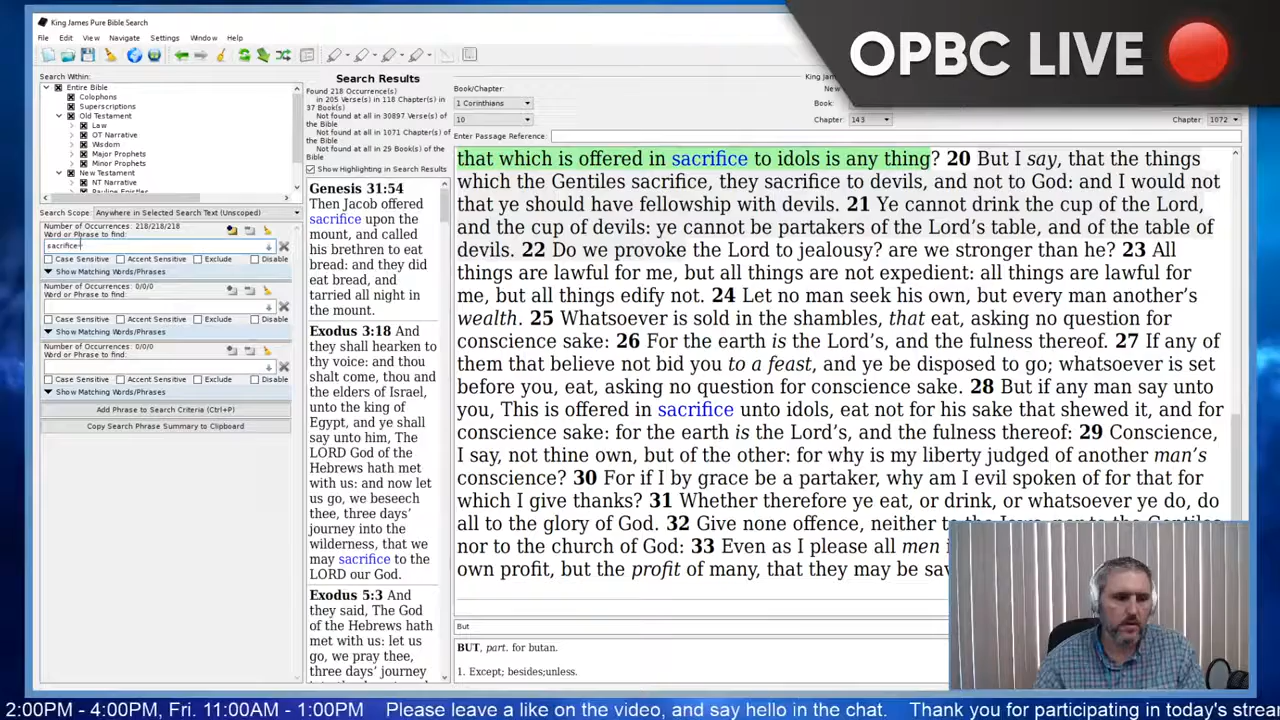 King James Pure Bible Search
File Edit View Navigate Settings Window Help
OPBC LIVE
Search Within:
Entire Bible
Colophons
Superscriptions
Old Testament
Law
OT Narrative
Wisdom
Major Prophets
Minor Prophets
New Testament
NT Narrative
Pauline Epistles
Search Scope: Anywhere in Selected Search Text (Unscoped)
Number of Occurrences: 218/218/218
Word or Phrase to find:
sacrifice
Case Sensitive Accent Sensitive Exclude Disable
Show Matching Words/Phrases
Number of Occurrences: 0/0/0
Word or Phrase to find:
Case Sensitive Accent Sensitive Exclude Disable
Show Matching Words/Phrases
Number of Occurrences: 0/0/0
Word or Phrase to find:
Case Sensitive Accent Sensitive Exclude Disable
Show Matching Words/Phrases
Add Phrase to Search Criteria (Ctrl+P)
Copy Search Phrase Summary to Clipboard
Search Results
Found 218 Occurrence(s)
in 205 Verse(s) in 118 Chapter(s) in
37 Book(s)
Not found at all in 30897 Verse(s) of
the Bible
Not found at all in 1071 Chapter(s) of
the Bible
Not found at all in 29 Book(s) of the
Bible
Show Highlighting in Search Results
Genesis 31:54
Then Jacob offered
sacrifice upon the
mount, and called
his brethren to eat
bread: and they did
eat bread, and
tarried all night in
the mount.
Exodus 3:18 And
they shall hearken to
thy voice: and thou
shalt come, thou and
the elders of Israel,
unto the king of
Egypt, and ye shall
say unto him, The
LORD God of the
Hebrews hath met
with us: and now let
us go, we beseech
thee, three days'
journey into the
wilderness, that we
may sacrifice to the
LORD our God.
Exodus 5:3 And
they said, The God
of the Hebrews hath
met with us: let us
go, we pray thee,
three days' journey
King Jam
Book/Chapter: New
1 Corinthians Book:
10 Chapter: 143 Chapter: 1072
Enter Passage Reference:
that which is offered in sacrifice to idols is any thing? 20 But I say, that the things
which the Gentiles sacrifice, they sacrifice to devils, and not to God: and I would not
that ye should have fellowship with devils. 21 Ye cannot drink the cup of the Lord,
and the cup of devils: ye cannot be partakers of the Lord's table, and of the table of
devils. 22 Do we provoke the Lord to jealousy? are we stronger than he? 23 All
things are lawful for me, but all things are not expedient: all things are lawful for
me, but all things edify not. 24 Let no man seek his own, but every man another's
wealth. 25 Whatsoever is sold in the shambles, that eat, asking no question for
conscience sake: 26 For the earth is the Lord's, and the fulness thereof. 27 If any of
them that believe not bid you to a feast, and ye be disposed to go; whatsoever is set
before you, eat, asking no question for conscience sake. 28 But if any man say unto
you, This is offered in sacrifice unto idols, eat not for his sake that shewed it, and for
conscience sake: for the earth is the Lord's, and the fulness thereof: 29 Conscience,
I say, not thine own, but of the other: for why is my liberty judged of another man's
conscience? 30 For if I by grace be a partaker, why am I evil spoken of for that for
which I give thanks? 31 Whether therefore ye eat, or drink, or whatsoever ye do, do
all to the glory of God. 32 Give none offence, neither to the Jews, nor to the Gentiles
nor to the church of God: 33 Even as I please all men i
own profit, but the profit of many, that they may be sav
But
BUT, part. for butan.
1. Except; besides;unless.
2:00PM - 4:00PM, Fri. 11:00AM - 1:00PM Please leave a like on the video, and say hello in the chat. Thank you for participating in today's strea